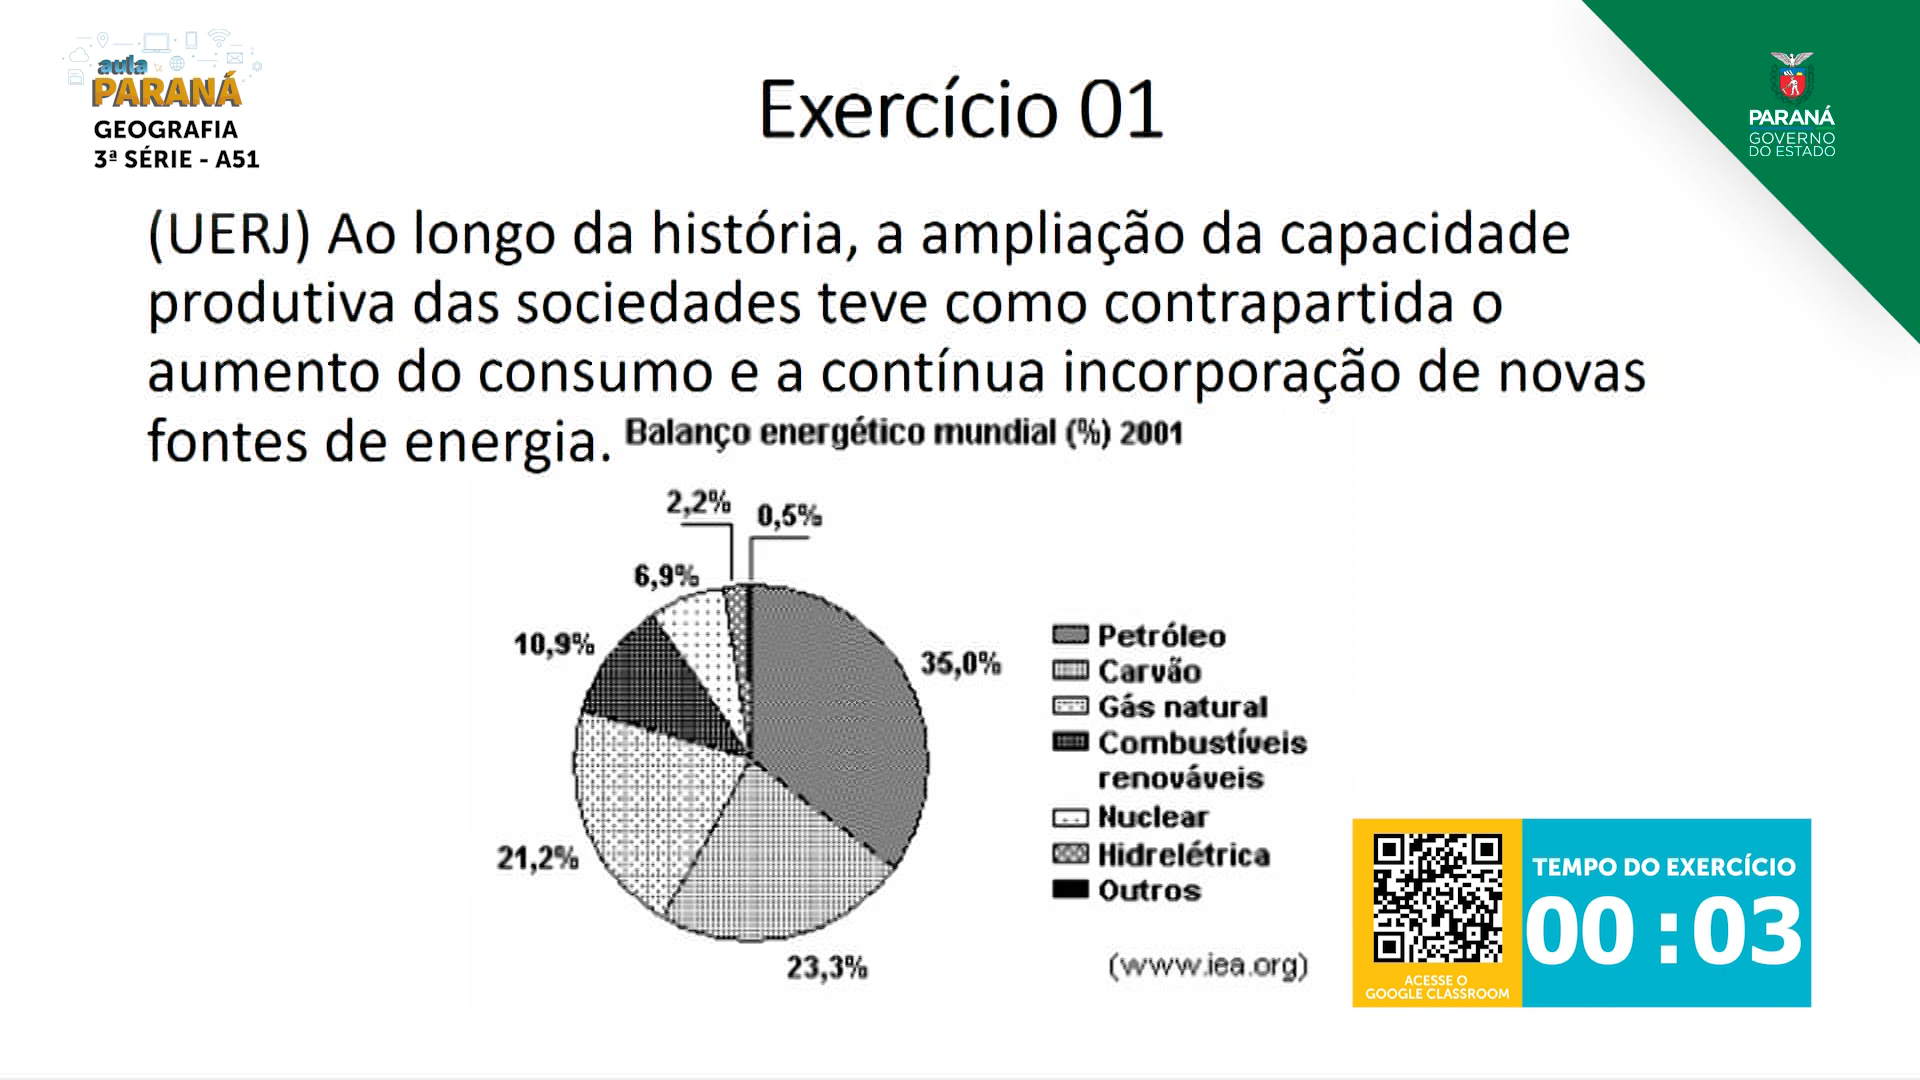 aula
PARANÁ
GEOGRAFIA
3ª SÉRIE - A51
Exercício 01
PARANÁ
GOVERNO
DO ESTADO
(UERJ) Ao longo da história, a ampliação da capacidade
produtiva das sociedades teve como contrapartida o
aumento do consumo e a contínua incorporação de novas
fontes de energia.
Balanço energético mundial (%) 2001
2,2%
0,5%
6,9%
10,9%
35,0%
21,2%
23,3%
Petróleo
Carvão
Gás natural
Combustíveis
renováveis
Nuclear
Hidrelétrica
Outros
(www.iea.org)
ACESSE O
GOOGLE CLASSROOM
TEMPO DO EXERCÍCIO
00:03